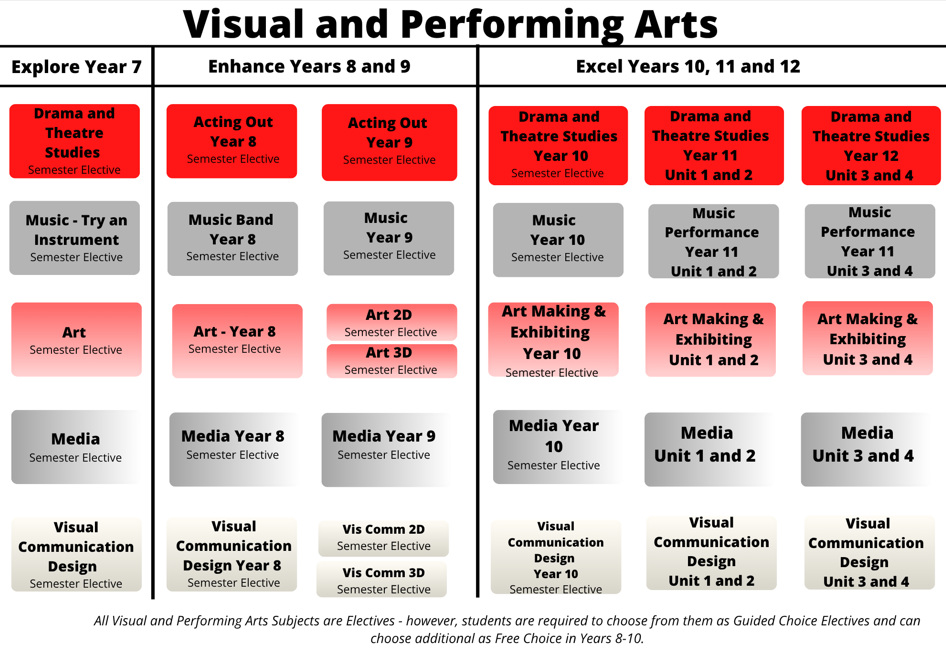 Visual and Performing Arts
Explore Year 7
Enhance Years 8 and 9
Excel Years 10, 11 and 12
Drama and
Theatre
Studies
Semester Elective
Acting Out
Year 8
Semester Elective
Acting Out
Year 9
Semester Elective
Drama and
Theatre Studies
Year 10
Semester Elective
Drama and
Theatre Studies
Year 11
Unit 1 and 2
Drama and
Theatre Studies
Year 12
Unit 3 and 4
Music - Try an
Instrument
Semester Elective
Music Band
Year 8
Semester Elective
Music
Year 9
Semester Elective
Music
Year 10
Semester Elective
Music
Performance
Year 11
Unit 1 and 2
Music
Performance
Year 11
Unit 3 and 4
Art
Semester Elective
Art - Year 8
Semester Elective
Art 2D
Semester Elective
Art 3D
Semester Elective
Art Making &
Exhibiting
Year 10
Semester Elective
Art Making &
Exhibiting
Unit 1 and 2
Art Making &
Exhibiting
Unit 3 and 4
Media
Semester Elective
Media Year 8
Semester Elective
Media Year 9
Semester Elective
Media Year
10
Semester Elective
Media
Unit 1 and 2
Media
Unit 3 and 4
Visual
Communication
Design
Semester Elective
Visual
Communication
Design Year 8
Semester Elective
Vis Comm 2D
Semester Elective
Vis Comm 3D
Semester Elective
Visual
Communication
Design
Year 10
Semester Elective
Visual
Communication
Design
Unit 1 and 2
Visual
Communication
Design
Unit 3 and 4
All Visual and Performing Arts Subjects are Electives - however, students are required to choose from them as Guided Choice Electives and can
choose additional as Free Choice in Years 8-10.